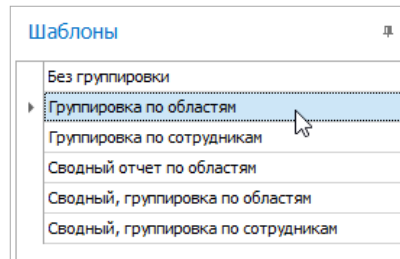 Шаблоны
Без группировки
Группировка по областям
Группировка по сотрудникам
Сводный отчет по областям
Сводный, группировка по областям
Сводный, группировка по сотрудникам